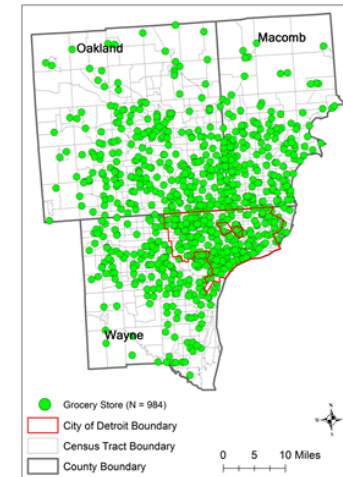 Oakland
Macomb
Wayne
Grocery Store (N = 984)
City of Detroit Boundary
Census Tract Boundary
County Boundary
N
0 5 10 Miles